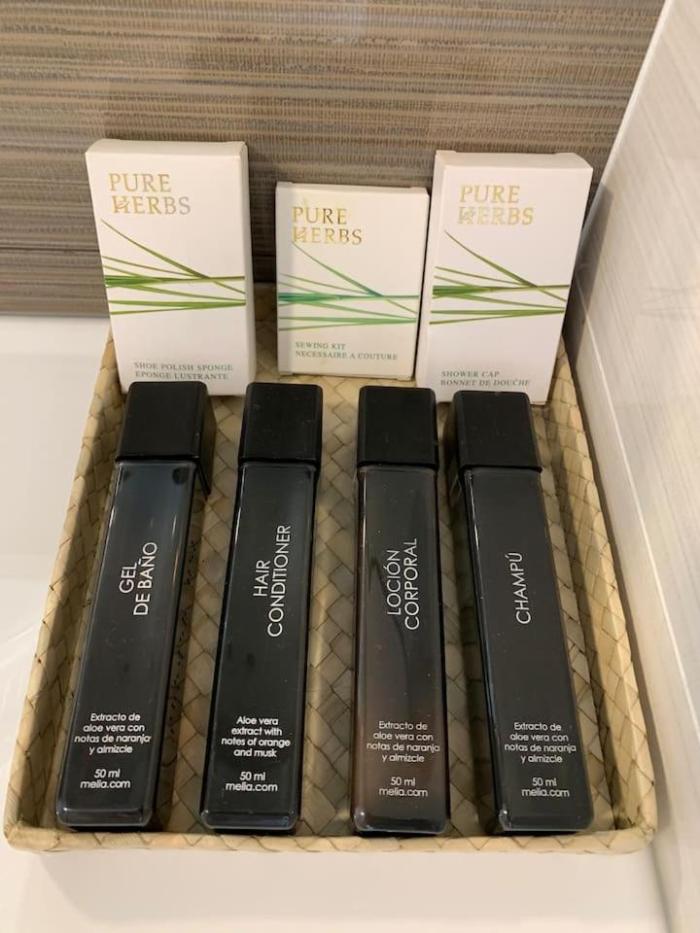 PURE
HERBS
SHOE POLISH SPONGE
EPONGE LUSTRANTE
PURE
HERBS
SEWING KIT
NECESSAIRE A COUTURE
PURE
HERBS
SHOWER CAP
BONNET DE DOUCHE
GEL
DE BAÑO
Extracto de
aloe vera con
notas de naranja
y almizcle
50 ml
melia.com
HAIR
CONDITIONER
Aloe vera
extract with
notes of orange
and musk
50 ml
melia.com
LOCIÓN
CORPORAL
Extracto de
aloe vera con
notas de naranja
y almizcle
50 ml
melia.com
CHAMPÚ
Extracto de
aloe vera con
notas de naranja
y almizcle
50 ml
melia.com